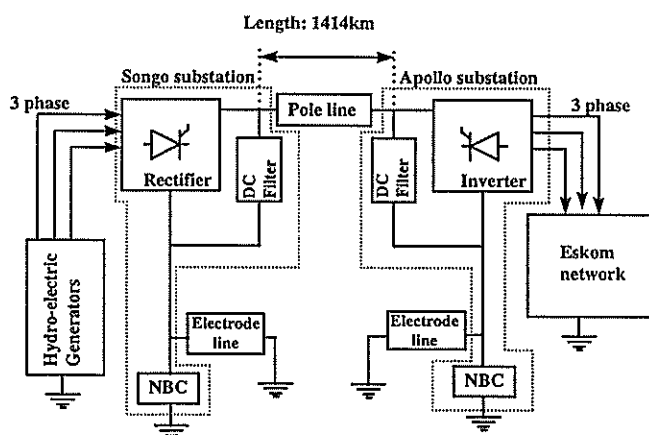 Length: 1414km
Songo substation
Apollo substation
3 phase
Pole line
3 phase
Rectifier
DC
Filter
DC
Filter
Inverter
Hydro-electric
Generators
Eskom
network
Electrode
line
Electrode
line
NBC
NBC